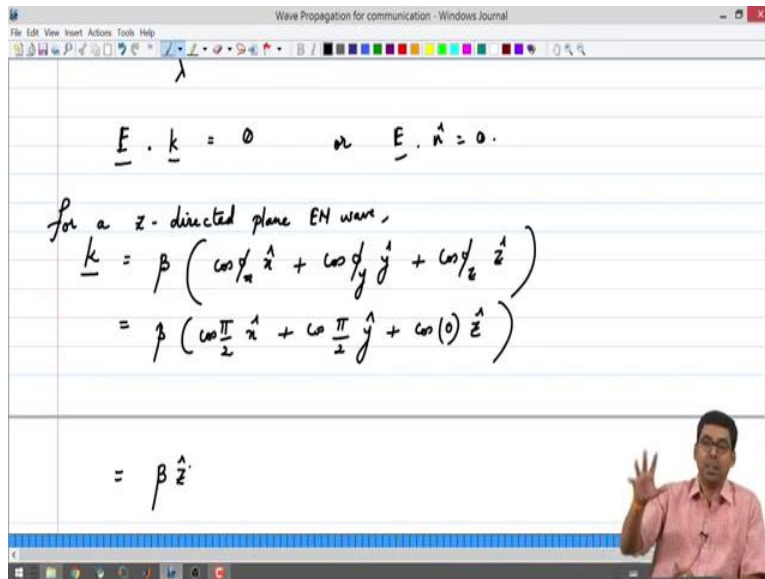 Wave Propagation for communication - Windows Journal
File Edit View Insert Actions Tools Help
λ
E . k = 0 or E . n̂ = 0.
for a z-directed plane EM wave,
k = β ( cos ϕx x̂ + cos ϕy ŷ + cos ϕz ẑ )
= β ( cos π/2 x̂ + cos π/2 ŷ + cos(0) ẑ )
= β ẑ.